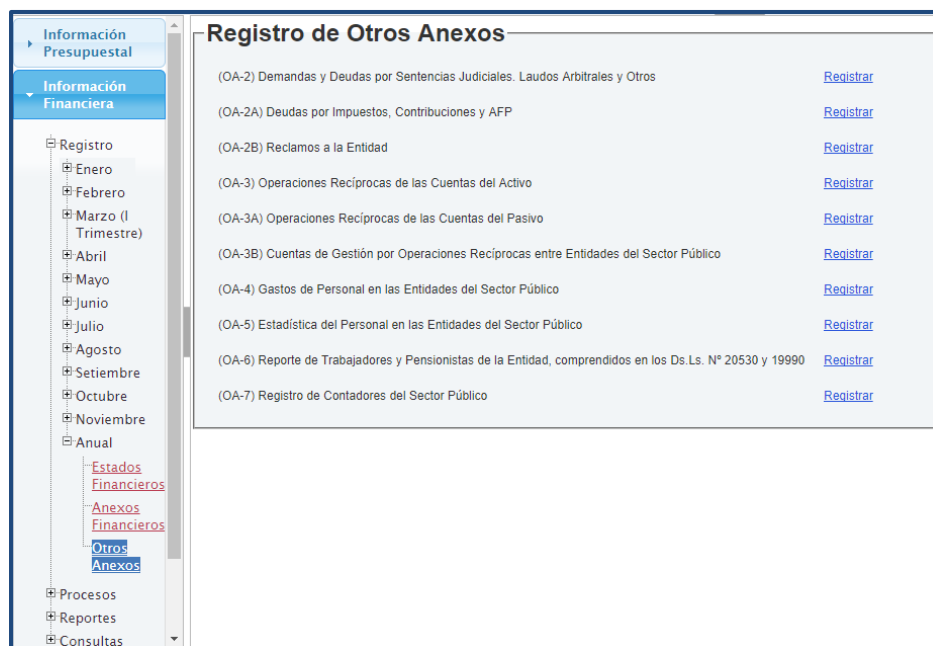 Información
Presupuestal
Información
Financiera
Registro
Enero
Febrero
Marzo (I
Trimestre)
Abril
Mayo
Junio
Julio
Agosto
Setiembre
Octubre
Noviembre
Anual
Estados
Financieros
Anexos
Financieros
Otros
Anexos
Procesos
Reportes
Consultas
Registro de Otros Anexos
(OA-2) Demandas y Deudas por Sentencias Judiciales. Laudos Arbitrales y Otros Registrar
(OA-2A) Deudas por Impuestos, Contribuciones y AFP Registrar
(OA-2B) Reclamos a la Entidad Registrar
(OA-3) Operaciones Recíprocas de las Cuentas del Activo Registrar
(OA-3A) Operaciones Recíprocas de las Cuentas del Pasivo Registrar
(OA-3B) Cuentas de Gestión por Operaciones Recíprocas entre Entidades del Sector Público Registrar
(OA-4) Gastos de Personal en las Entidades del Sector Público Registrar
(OA-5) Estadística del Personal en las Entidades del Sector Público Registrar
(OA-6) Reporte de Trabajadores y Pensionistas de la Entidad, comprendidos en los Ds.Ls. Nº 20530 y 19990 Registrar
(OA-7) Registro de Contadores del Sector Público Registrar